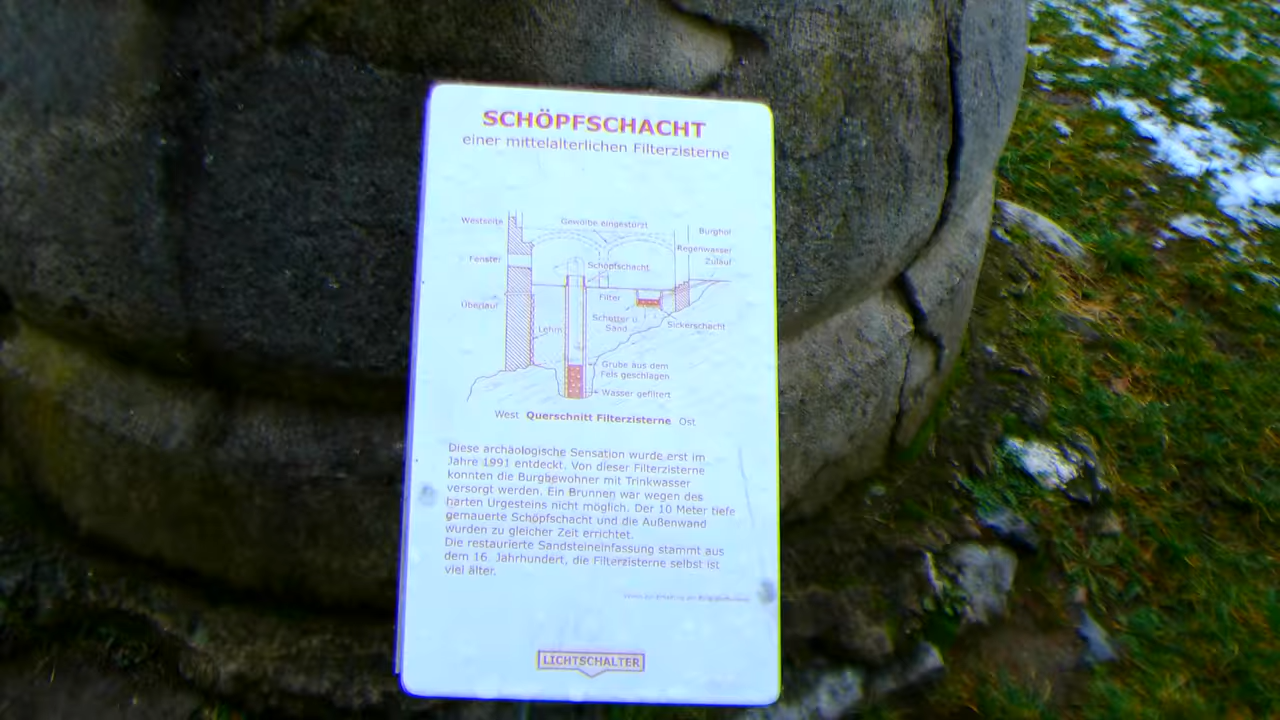 SCHÖPFSCHACHT
einer mittelalterlichen Filterzisterne
Westseite
Gewölbe eingestürzt
Burghof
Regenwasser
Zulauf
Fenster
Schöpfschacht
Überlauf
Filter
Schotter u.
Sand
Sickerschacht
Lehm
Grube aus dem
Fels geschlagen
Wasser gefiltert
West Querschnitt Filterzisterne Ost
Diese archäologische Sensation wurde erst im
Jahre 1991 entdeckt. Von dieser Filterzisterne
konnten die Burgbewohner mit Trinkwasser
versorgt werden. Ein Brunnen war wegen des
harten Urgesteins nicht möglich. Der 10 Meter tiefe
gemauerte Schöpfschacht und die Außenwand
wurden zu gleicher Zeit errichtet.
Die restaurierte Sandsteineinfassung stammt aus
dem 16. Jahrhundert, die Filterzisterne selbst ist
viel älter.
LICHTSCHALTER